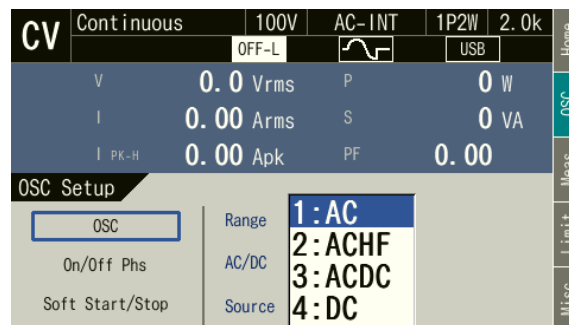 CV Continuous 100V AC-INT 1P2W 2.0k
OFF-L USB
V 0.0 Vrms P 0 W
I 0.00 Arms S 0 VA
I PK-H 0.00 Apk PF 0.00
OSC Setup
OSC
On/Off Phs
Soft Start/Stop
Range
AC/DC
Source
1:AC
2:ACHF
3:ACDC
4:DC
Home
OSC
Meas
Limit
Misc